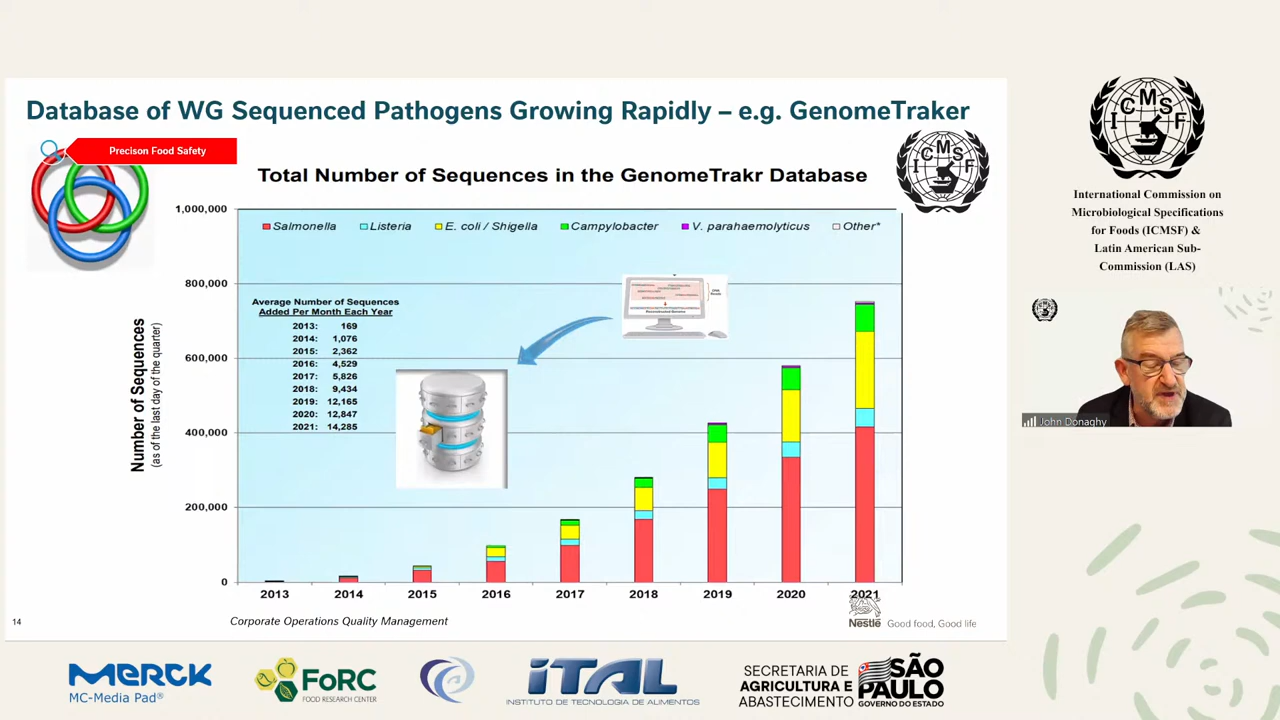 Database of WG Sequenced Pathogens Growing Rapidly – e.g. GenomeTraker
Precison Food Safety
ICMSF
Total Number of Sequences in the GenomeTrakr Database
Salmonella
Listeria
E. coli / Shigella
Campylobacter
V. parahaemolyticus
Other*
1,000,000
800,000
600,000
400,000
200,000
0
Number of Sequences
(as of the last day of the quarter)
Average Number of Sequences
Added Per Month Each Year
2013: 169
2014: 1,076
2015: 2,362
2016: 4,529
2017: 5,826
2018: 9,434
2019: 12,165
2020: 12,847
2021: 14,285
2013 2014 2015 2016 2017 2018 2019 2020 2021
14
Corporate Operations Quality Management
Nestlé Good food, Good life
ICMSF
International Commission on
Microbiological Specifications
for Foods (ICMSF) &
Latin American Sub-
Commission (LAS)
John Donaghy
MERCK
MC-Media Pad®
FoRC
FOOD RESEARCH CENTER
iTAL
INSTITUTO DE TECNOLOGIA DE ALIMENTOS
SECRETARIA DE
AGRICULTURA E
ABASTECIMENTO
SÃO
PAULO
GOVERNO DO ESTADO